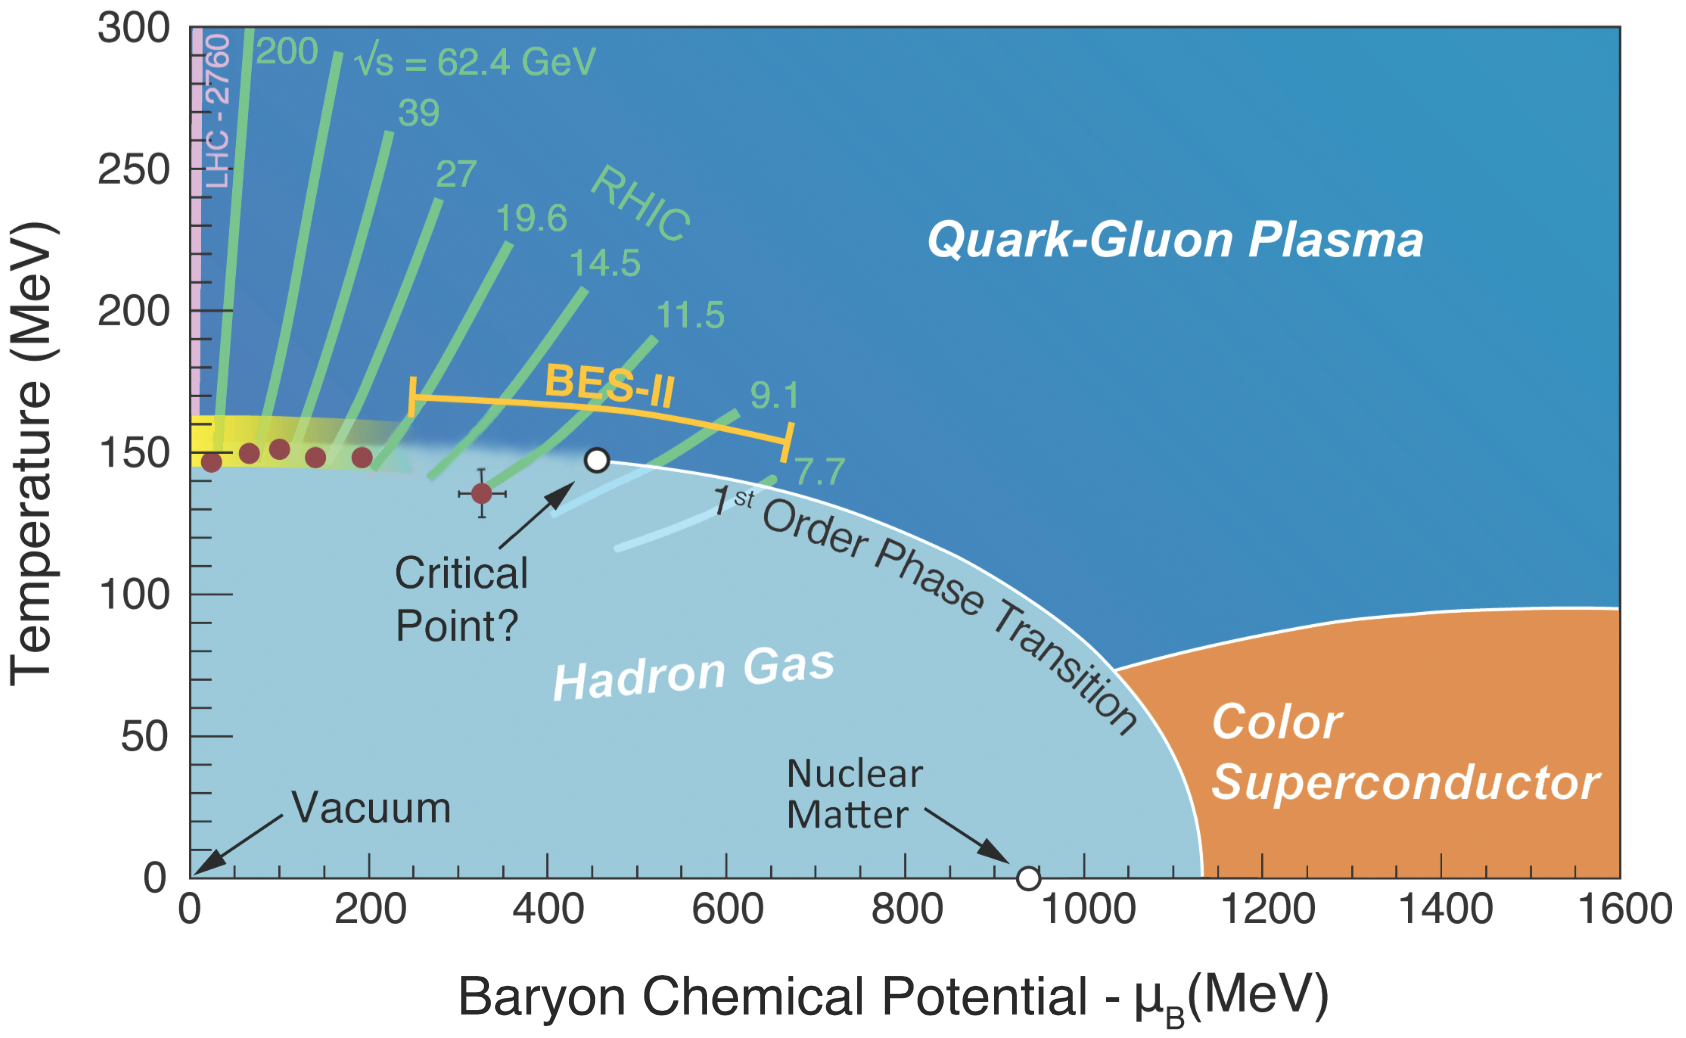 300
250
200
150
100
50
0
Temperature (MeV)
LHC - 2760
200
√s = 62.4 GeV
39
27
19.6
RHIC
14.5
11.5
BES-II
9.1
7.7
Quark-Gluon Plasma
1st Order Phase Transition
Critical
Point?
Hadron Gas
Color
Superconductor
Nuclear
Matter
Vacuum
0 200 400 600 800 1000 1200 1400 1600
Baryon Chemical Potential - μB(MeV)